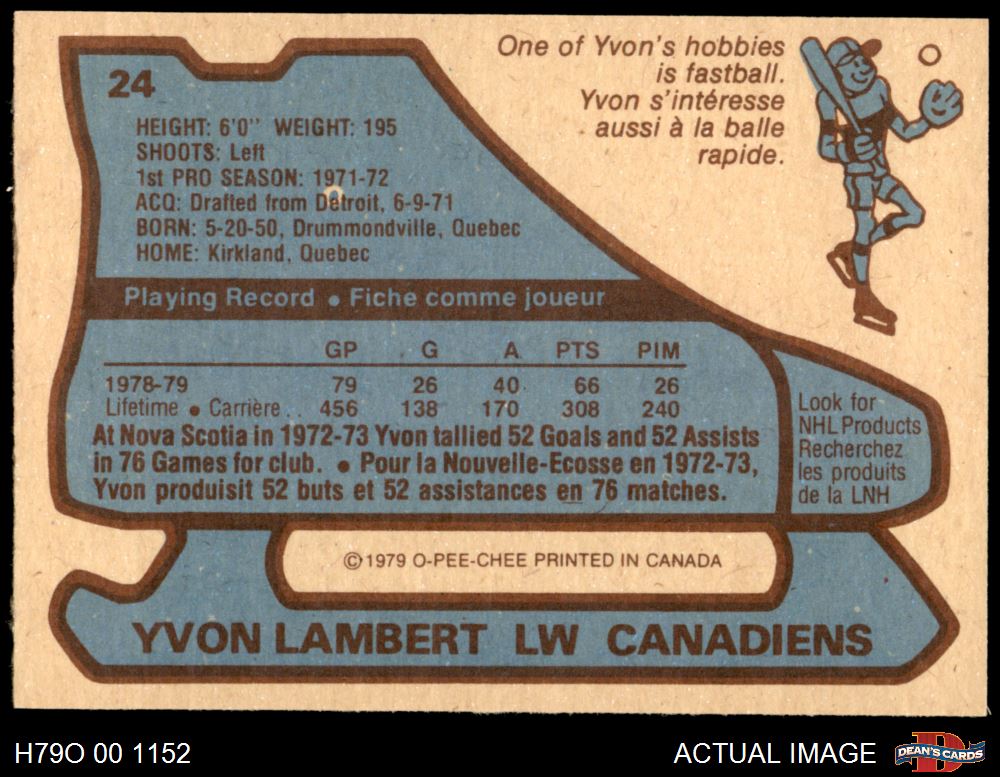 One of Yvon's hobbies
is fastball.
Yvon s'intéresse
aussi à la balle
rapide.
24
HEIGHT: 6'0" WEIGHT: 195
SHOOTS: Left
1st PRO SEASON: 1971-72
ACQ: Drafted from Detroit, 6-9-71
BORN: 5-20-50, Drummondville, Quebec
HOME: Kirkland, Quebec
Playing Record • Fiche comme joueur
GP G A PTS PIM
1978-79 79 26 40 66 26
Lifetime • Carrière . . 456 138 170 308 240
At Nova Scotia in 1972-73 Yvon tallied 52 Goals and 52 Assists
in 76 Games for club. • Pour la Nouvelle-Ecosse en 1972-73,
Yvon produisit 52 buts et 52 assistances en 76 matches.
Look for
NHL Products
Recherchez
les produits
de la LNH
©1979 O-PEE-CHEE PRINTED IN CANADA
YVON LAMBERT LW CANADIENS
H79O 00 1152
ACTUAL IMAGE
D
DEAN'S CARDS